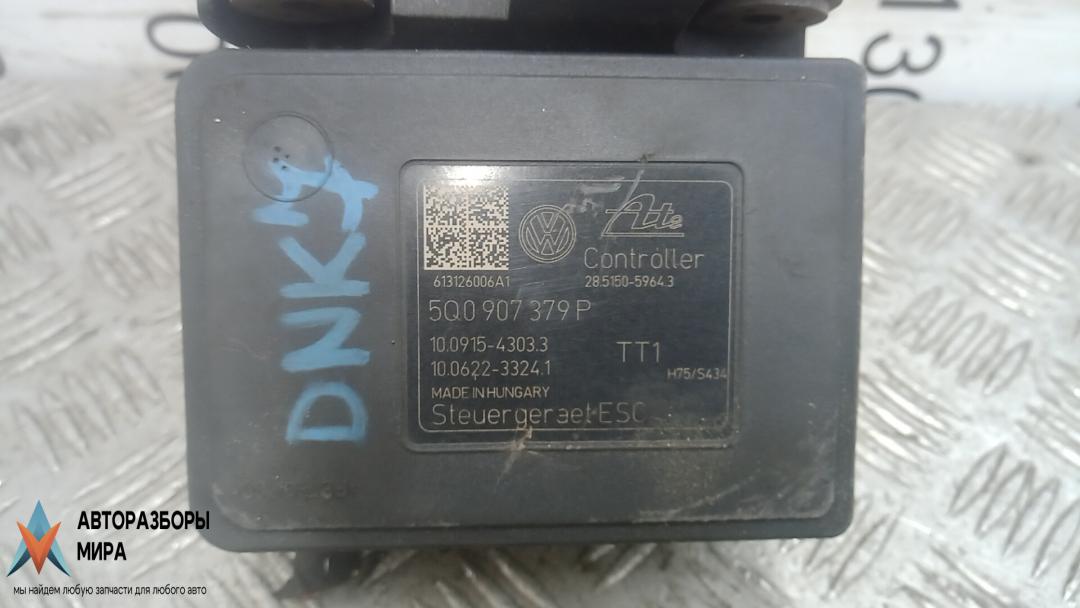 DNK7
Ate
Controller
28.5150-5964.3
613126006A1
5Q0 907 379 P
10.0915-4303.3
10.0622-3324.1
TT1
H75/S434
MADE IN HUNGARY
Steuergeraet ESC
АВТОРАЗБОРЫ
МИРА
мы найдем любую запчасти для любого авто